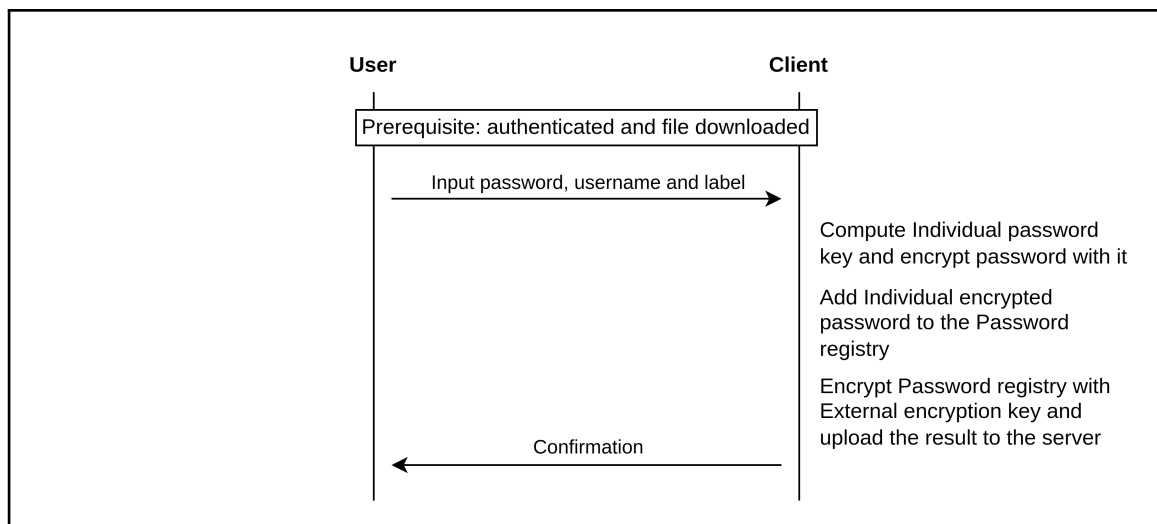 User
Client
Prerequisite: authenticated and file downloaded
Input password, username and label
Compute Individual password
key and encrypt password with it
Add Individual encrypted
password to the Password
registry
Encrypt Password registry with
External encryption key and
upload the result to the server
Confirmation